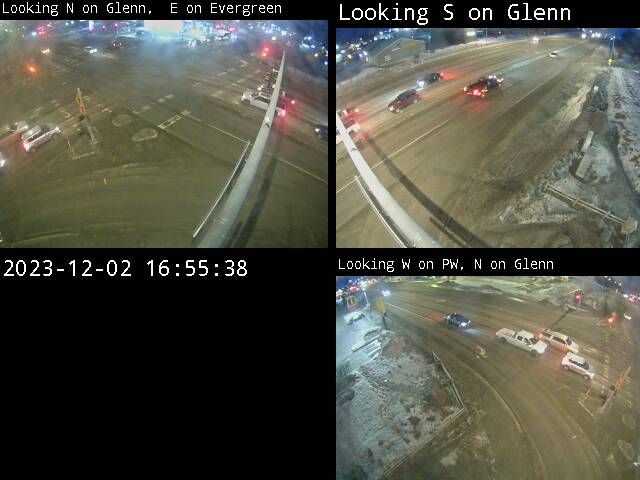 Looking N on Glenn, E on Evergreen
Looking S on Glenn
2023-12-02 16:55:38
Looking W on PW, N on Glenn